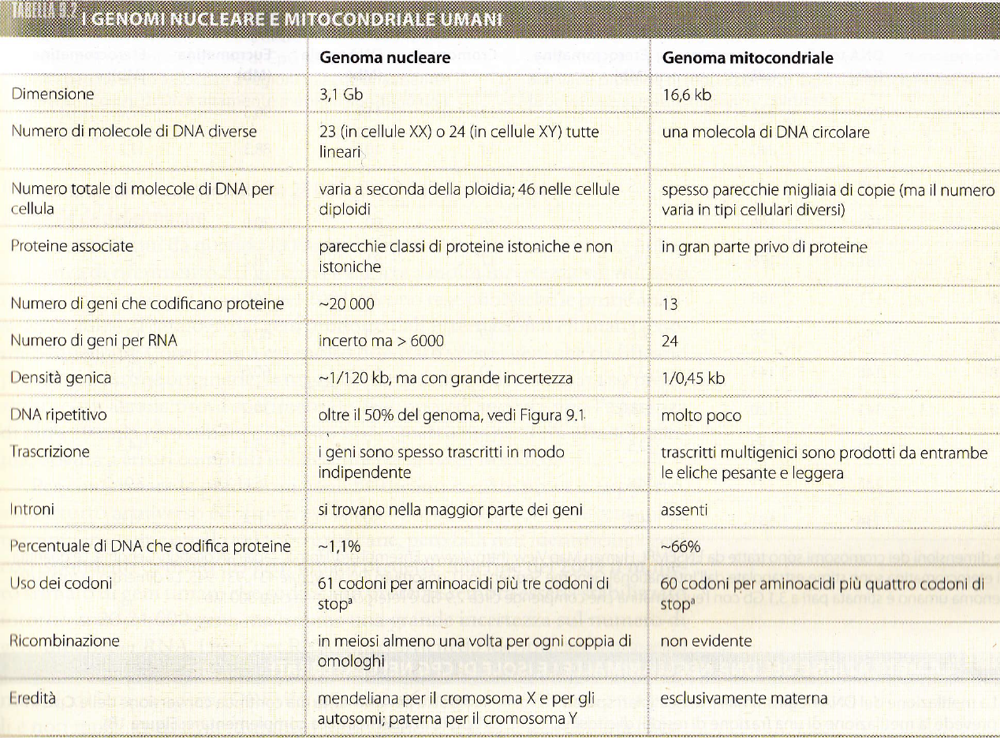 TABELLA 9.2 I GENOMI NUCLEARE E MITOCONDRIALE UMANI
Genoma nucleare
Genoma mitocondriale
Dimensione
3,1 Gb
16,6 kb
Numero di molecole di DNA diverse
23 (in cellule XX) o 24 (in cellule XY) tutte
lineari
una molecola di DNA circolare
Numero totale di molecole di DNA per
cellula
varia a seconda della ploidia; 46 nelle cellule
diploidi
spesso parecchie migliaia di copie (ma il numero
varia in tipi cellulari diversi)
Proteine associate
parecchie classi di proteine istoniche e non
istoniche
in gran parte privo di proteine
Numero di geni che codificano proteine
~20 000
13
Numero di geni per RNA
incerto ma > 6000
24
Densità genica
~1/120 kb, ma con grande incertezza
1/0,45 kb
DNA ripetitivo
oltre il 50% del genoma, vedi Figura 9.1
molto poco
Trascrizione
i geni sono spesso trascritti in modo
indipendente
trascritti multigenici sono prodotti da entrambe
le eliche pesante e leggera
Introni
si trovano nella maggior parte dei geni
assenti
Percentuale di DNA che codifica proteine
~1,1%
~66%
Uso dei codoni
61 codoni per aminoacidi più tre codoni di
stopᵃ
60 codoni per aminoacidi più quattro codoni di
stopᵃ
Ricombinazione
in meiosi almeno una volta per ogni coppia di
omologhi
non evidente
Eredità
mendeliana per il cromosoma X e per gli
autosomi; paterna per il cromosoma Y
esclusivamente materna